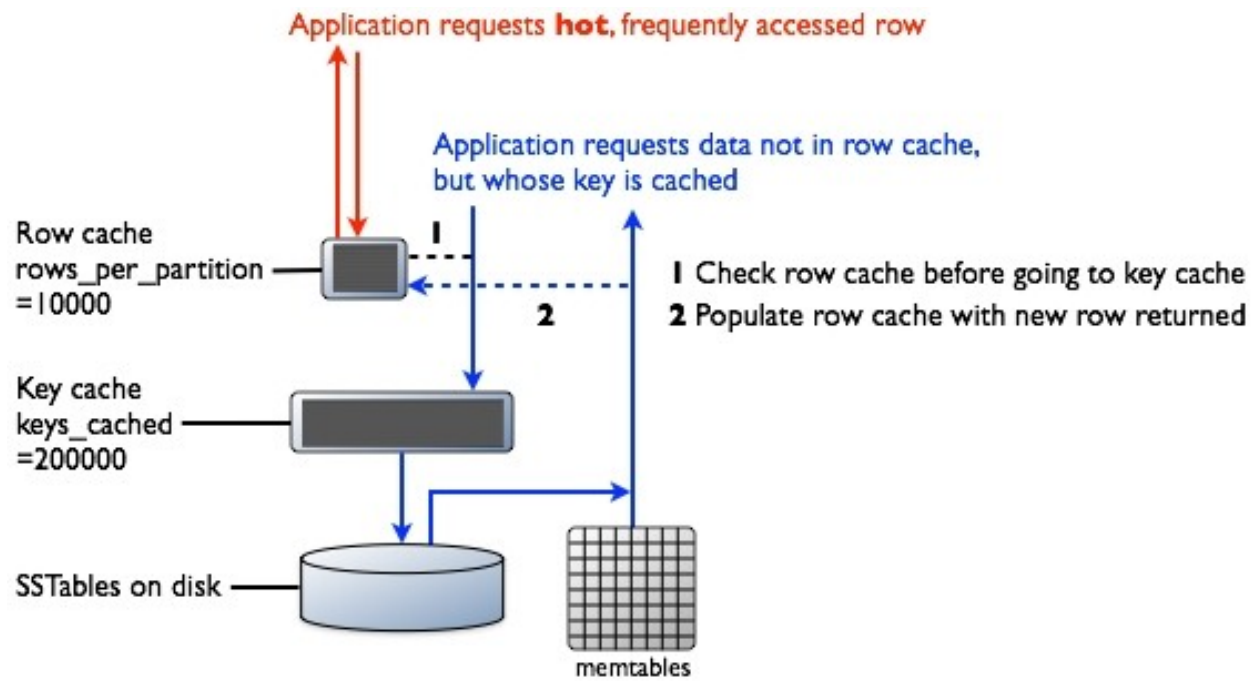 Application requests hot, frequently accessed row
Application requests data not in row cache,
but whose key is cached
Row cache
rows_per_partition
=10000
1
2
1 Check row cache before going to key cache
2 Populate row cache with new row returned
Key cache
keys_cached
=200000
SSTables on disk
memtables